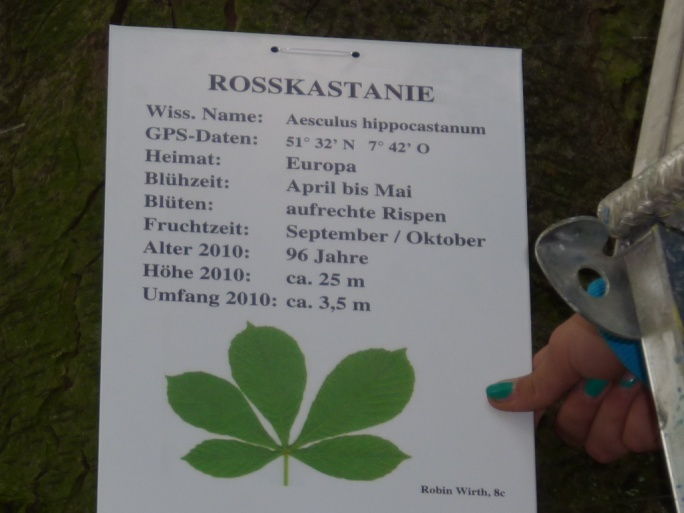 ROSSKASTANIE
Wiss. Name: Aesculus hippocastanum
GPS-Daten: 51° 32' N 7° 42' O
Heimat: Europa
Blühzeit: April bis Mai
Blüten: aufrechte Rispen
Fruchtzeit: September / Oktober
Alter 2010: 96 Jahre
Höhe 2010: ca. 25 m
Umfang 2010: ca. 3,5 m
Robin Wirth, 8c